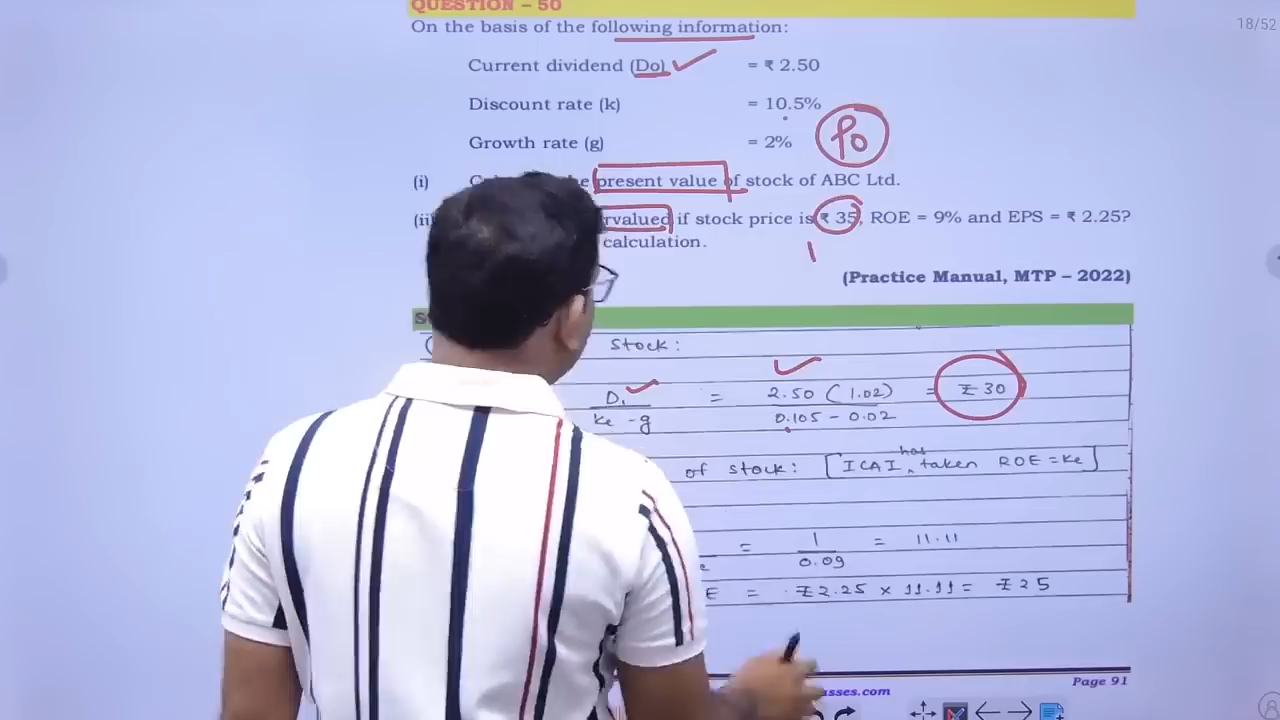 QUESTION – 50
18/52
On the basis of the following information:
Current dividend (Do) = ₹ 2.50
Discount rate (k) = 10.5%
Growth rate (g) = 2%
Po
(i) present value of stock of ABC Ltd.
(ii) rvalued if stock price is ₹ 35, ROE = 9% and EPS = ₹ 2.25?
calculation.
(Practice Manual, MTP – 2022)
stock:
D1 = 2.50 (1.02) = ₹ 30
Ke - g 0.105 - 0.02
of stock: [ICAI has taken ROE = Ke]
= 1 = 11.11
0.09
E = ₹2.25 x 11.11 = ₹25
Page 91
sses.com